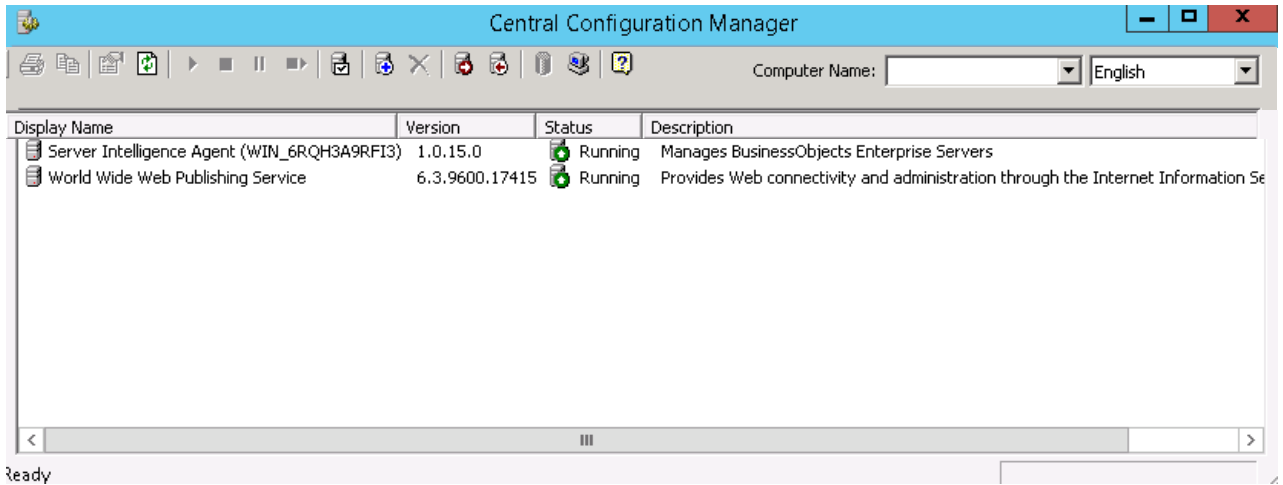 Central Configuration Manager
Computer Name: English
Display Name Version Status Description
Server Intelligence Agent (WIN_6RQH3A9RFI3) 1.0.15.0 Running Manages BusinessObjects Enterprise Servers
World Wide Web Publishing Service 6.3.9600.17415 Running Provides Web connectivity and administration through the Internet Information Se
Ready